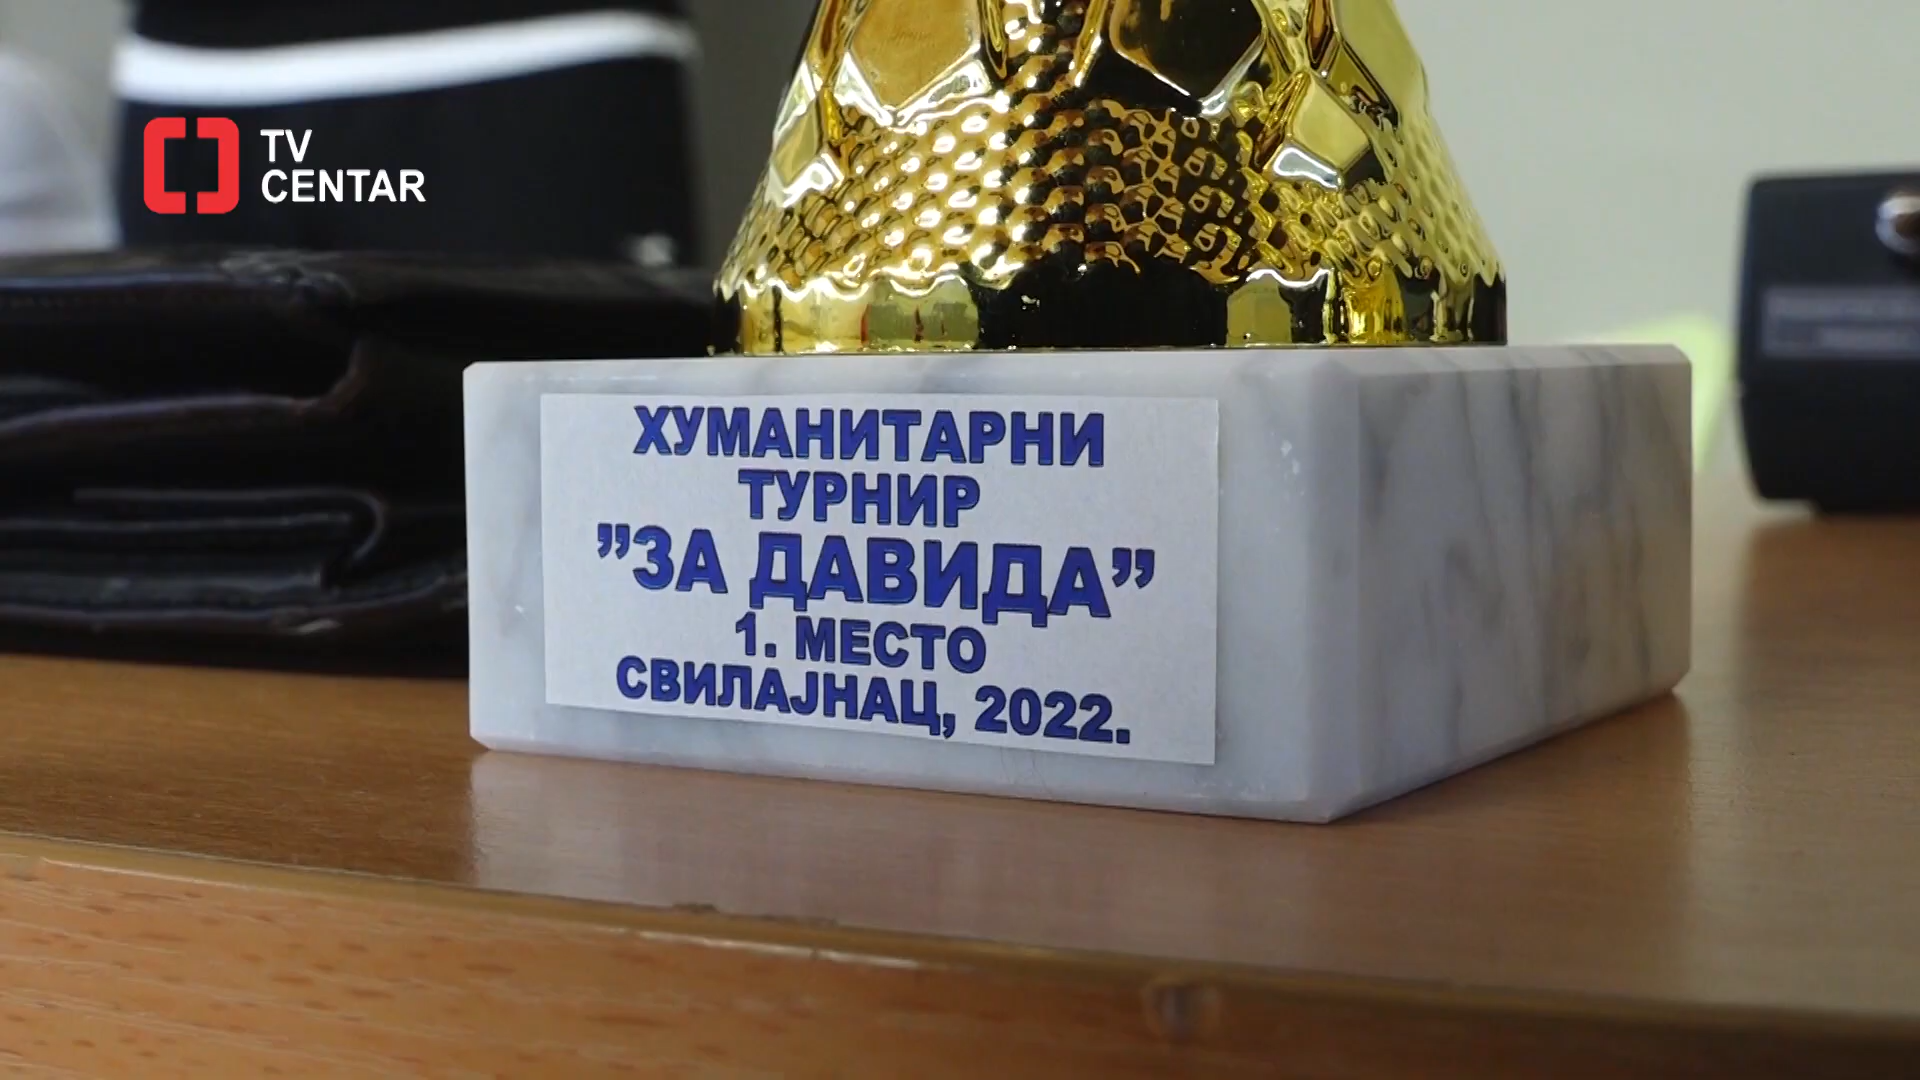 TV
CENTAR
ХУМАНИТАРНИ
ТУРНИР
”ЗА ДАВИДА”
1. МЕСТО
СВИЛАЈНАЦ, 2022.